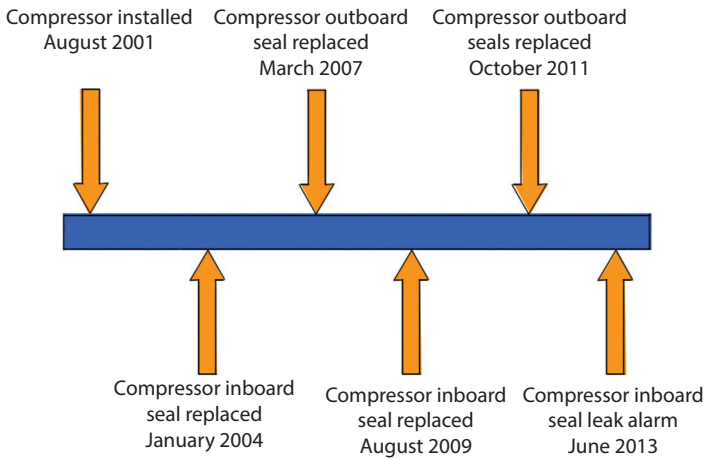 Compressor installed
August 2001
Compressor outboard
seal replaced
March 2007
Compressor outboard
seals replaced
October 2011
Compressor inboard
seal replaced
January 2004
Compressor inboard
seal replaced
August 2009
Compressor inboard
seal leak alarm
June 2013